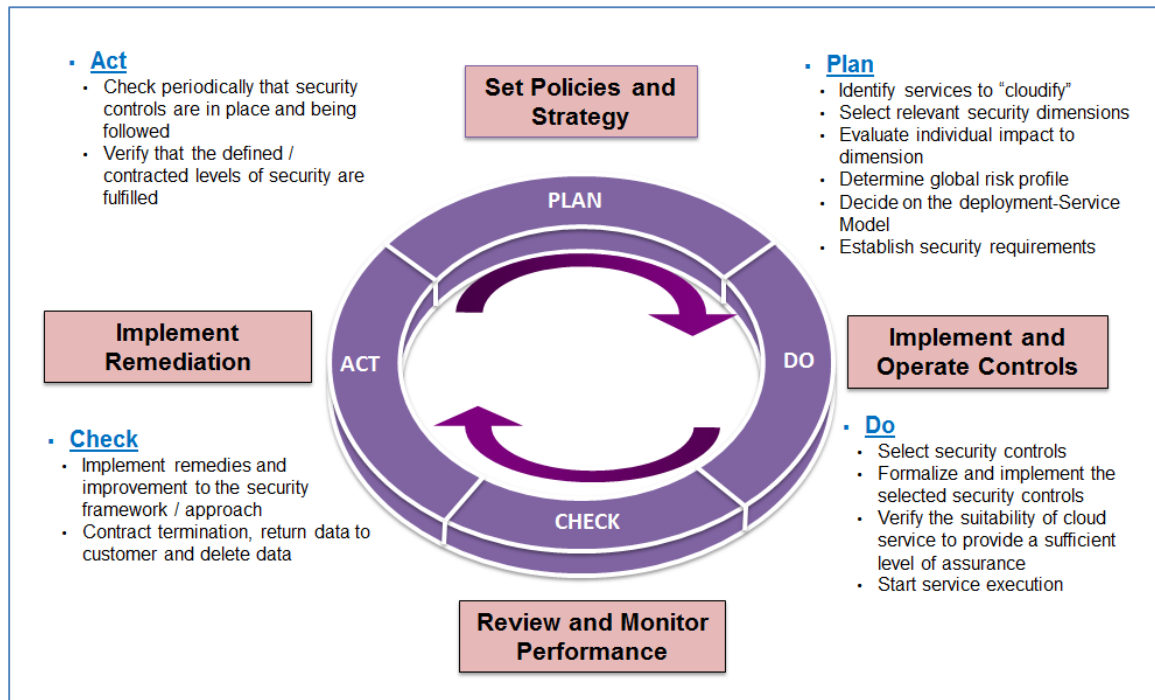 Act
• Check periodically that security
controls are in place and being
followed
• Verify that the defined /
contracted levels of security are
fulfilled
Set Policies and
Strategy
Plan
• Identify services to “cloudify”
• Select relevant security dimensions
• Evaluate individual impact to
dimension
• Determine global risk profile
• Decide on the deployment-Service
Model
• Establish security requirements
PLAN
Implement
Remediation
ACT
DO
Implement and
Operate Controls
Check
• Implement remedies and
improvement to the security
framework / approach
• Contract termination, return data to
customer and delete data
CHECK
Do
• Select security controls
• Formalize and implement the
selected security controls
• Verify the suitability of cloud
service to provide a sufficient
level of assurance
• Start service execution
Review and Monitor
Performance